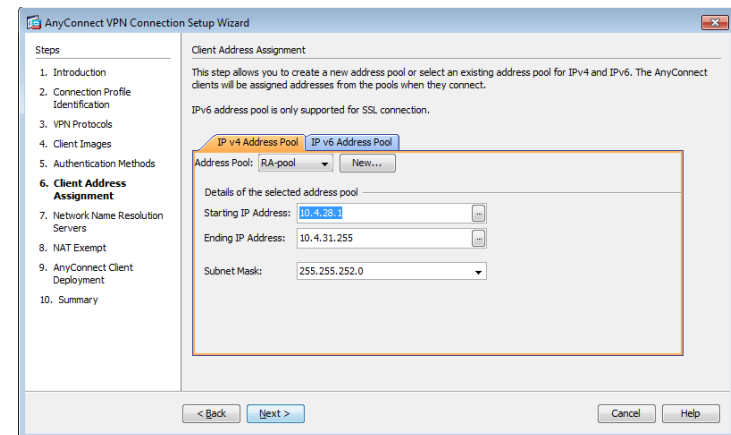 AnyConnect VPN Connection Setup Wizard
Steps
1. Introduction
2. Connection Profile
Identification
3. VPN Protocols
4. Client Images
5. Authentication Methods
6. Client Address
Assignment
7. Network Name Resolution
Servers
8. NAT Exempt
9. AnyConnect Client
Deployment
10. Summary
Client Address Assignment
This step allows you to create a new address pool or select an existing address pool for IPv4 and IPv6. The AnyConnect
clients will be assigned addresses from the pools when they connect.
IPv6 address pool is only supported for SSL connection.
IP v4 Address Pool IP v6 Address Pool
Address Pool: RA-pool New...
Details of the selected address pool
Starting IP Address: 10.4.28.1 ...
Ending IP Address: 10.4.31.255 ...
Subnet Mask: 255.255.252.0
< Back Next > Cancel Help